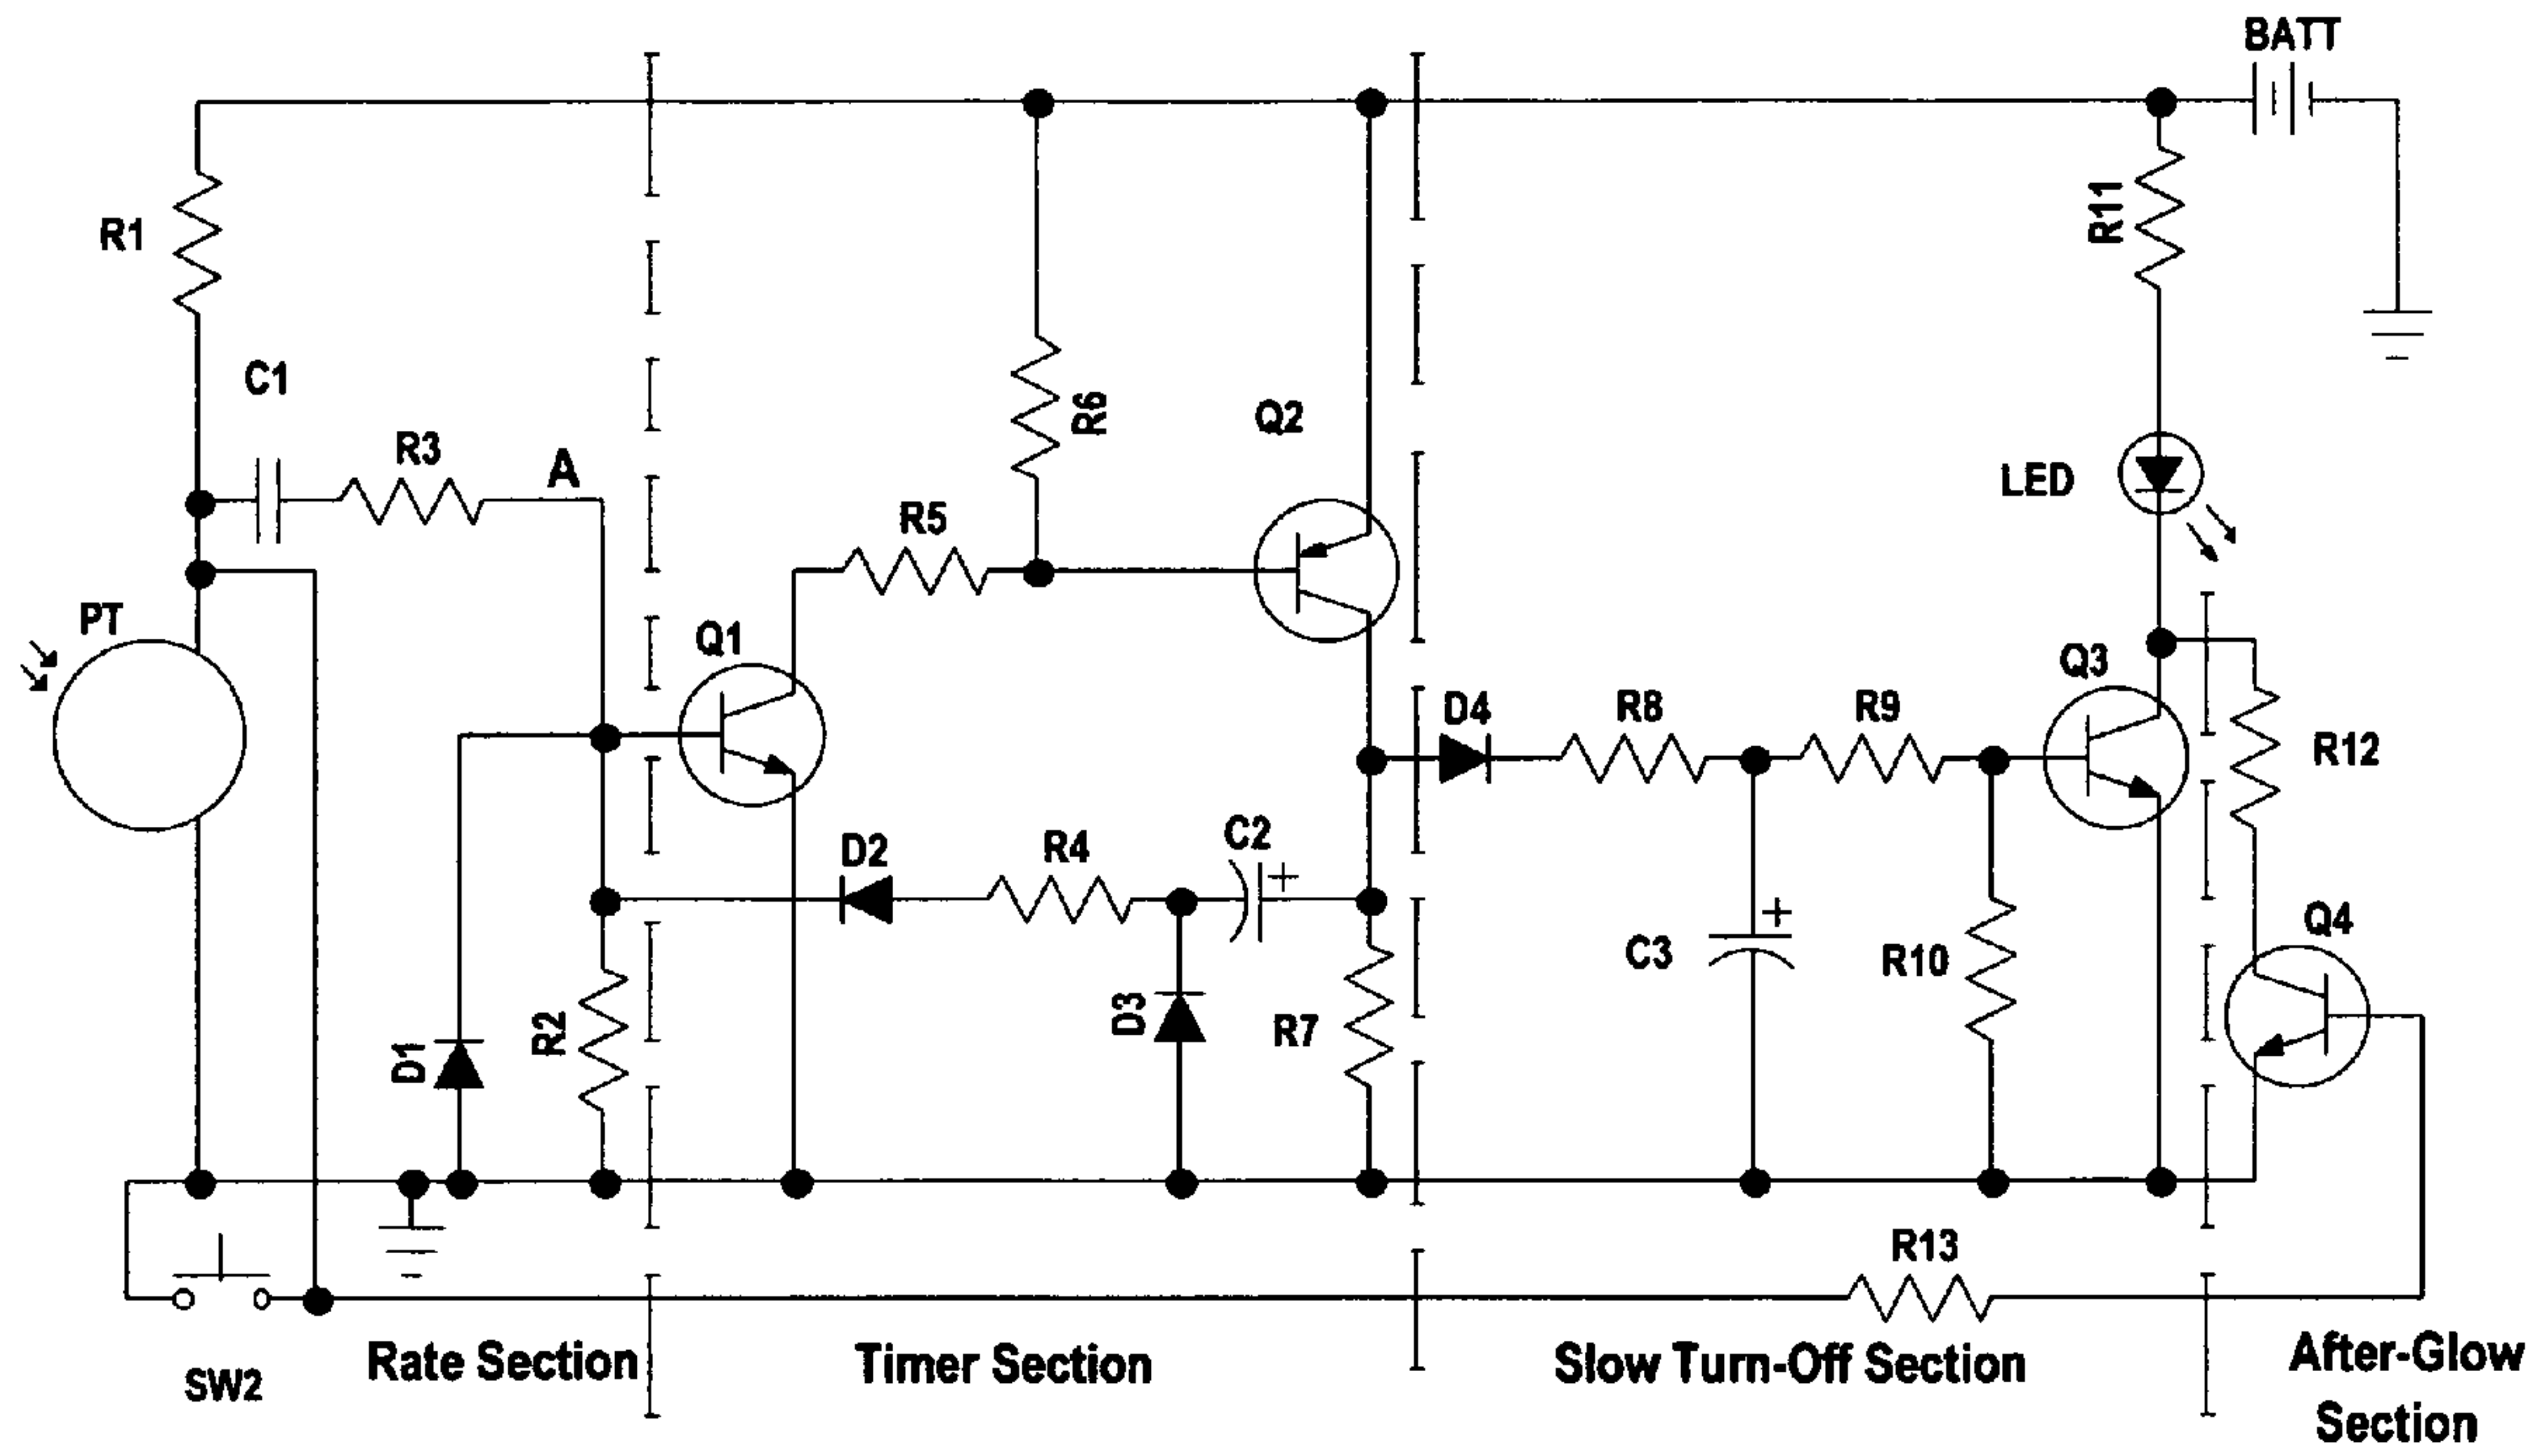 BATT
R1
R11
C1
R3
A
R6
Q2
LED
R5
PT
Q1
Q3
D4
R8
R9
R12
D2
R4
C2
+
+
C3
R10
Q4
D1
R2
D3
R7
R13
SW2
Rate Section
Timer Section
Slow Turn-Off Section
After-Glow
Section